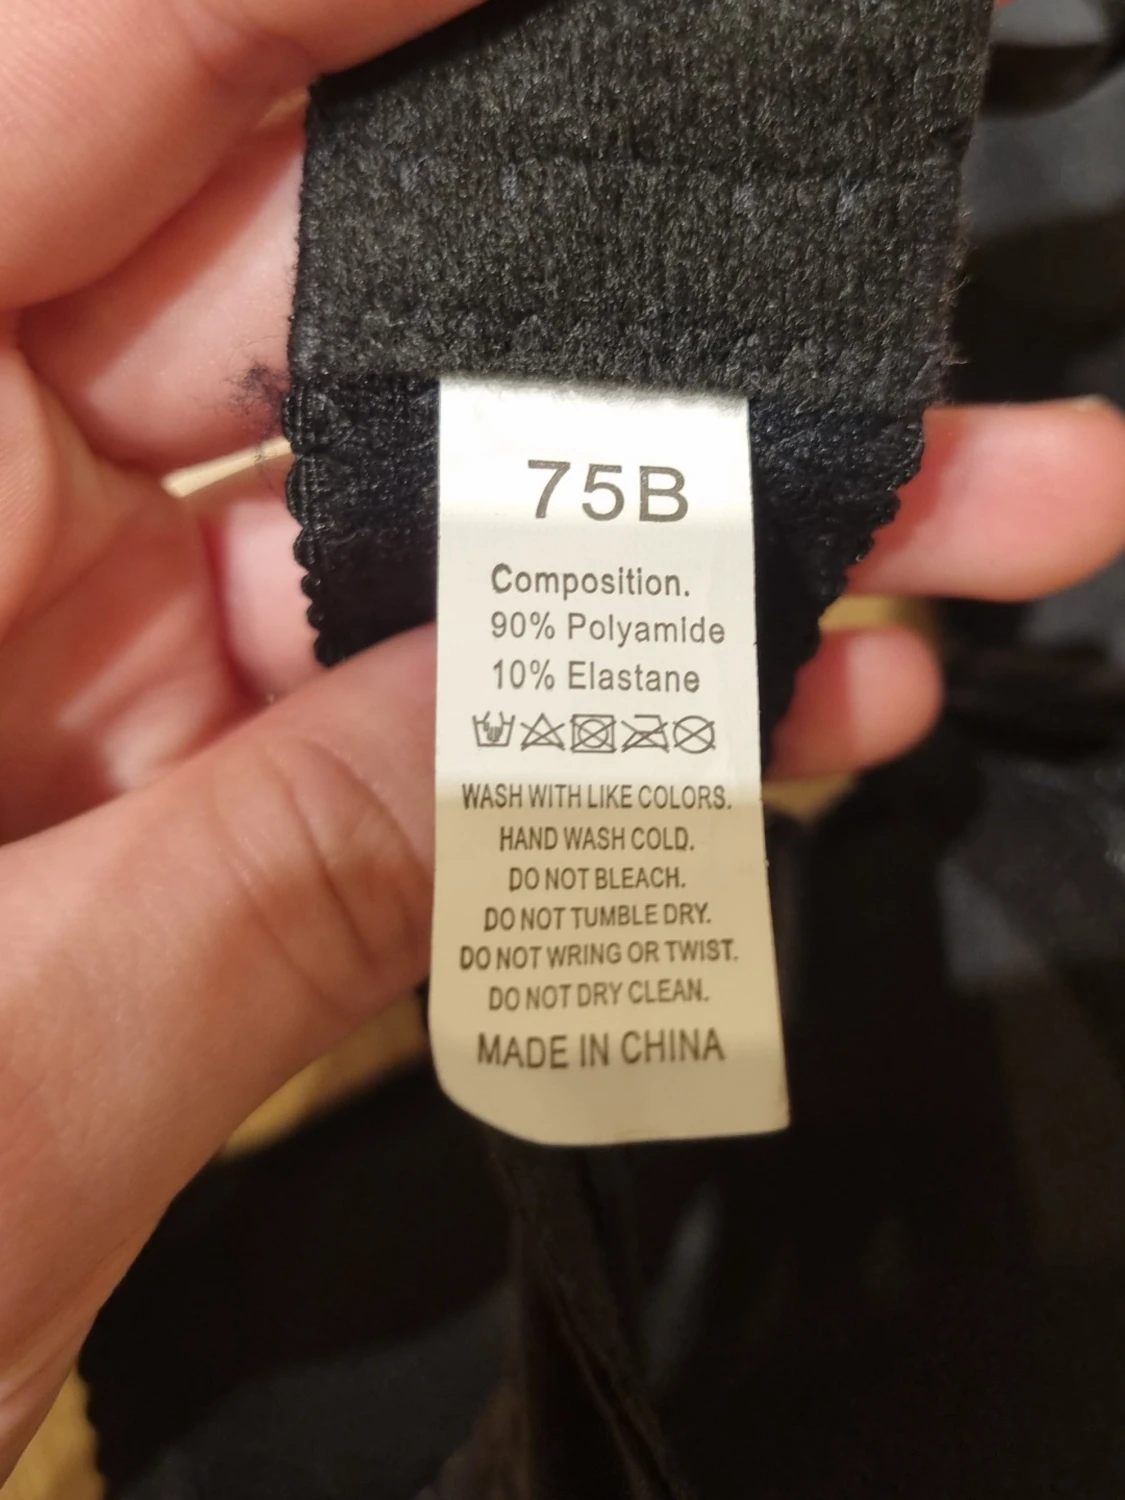 75B
Composition.
90% Polyamide
10% Elastane
WASH WITH LIKE COLORS.
HAND WASH COLD.
DO NOT BLEACH.
DO NOT TUMBLE DRY.
DO NOT WRING OR TWIST.
DO NOT DRY CLEAN.
MADE IN CHINA